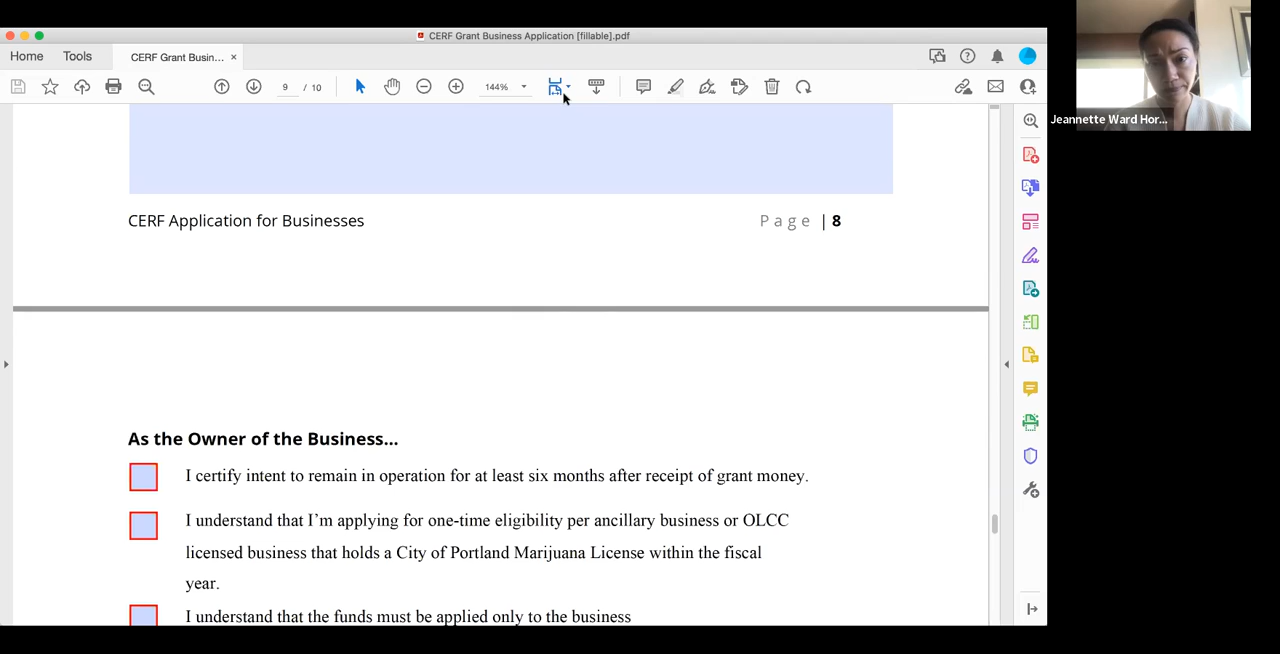 CERF Grant Business Application [fillable].pdf
Home
Tools
CERF Grant Busin... ×
9 / 10
144%
Jeannette Ward Hor...
CERF Application for Businesses
Page | 8
As the Owner of the Business...
I certify intent to remain in operation for at least six months after receipt of grant money.
I understand that I’m applying for one-time eligibility per ancillary business or OLCC
licensed business that holds a City of Portland Marijuana License within the fiscal
year.
I understand that the funds must be applied only to the business